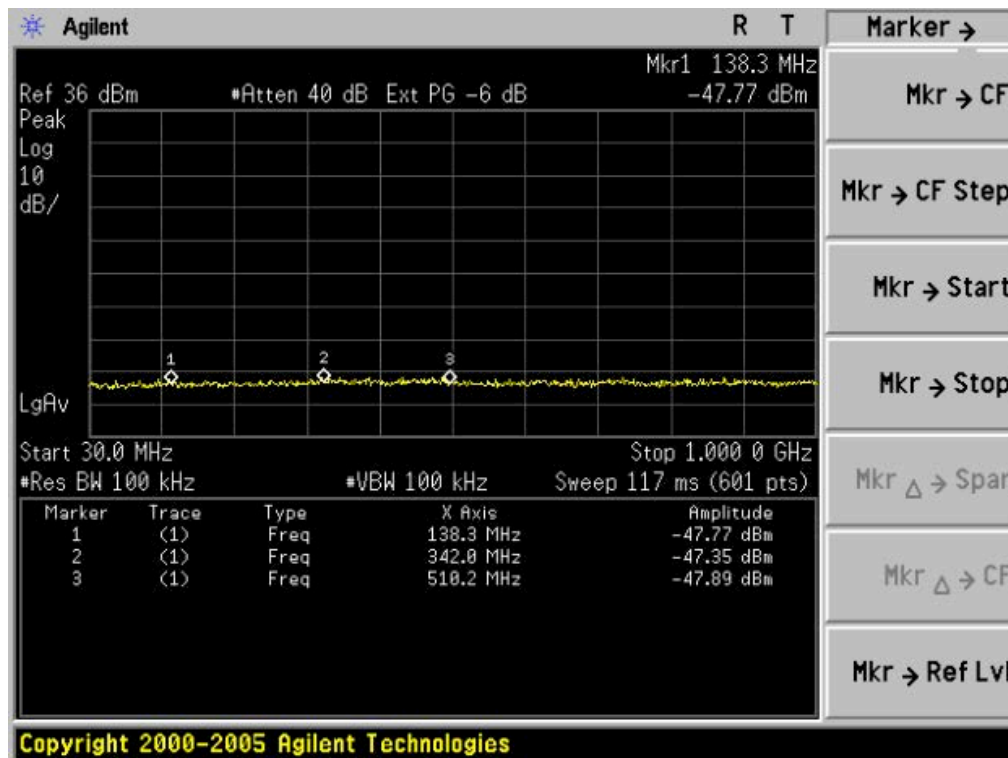 Agilent R T Marker →
Mkr1 138.3 MHz
Ref 36 dBm #Atten 40 dB Ext PG -6 dB -47.77 dBm
Peak
Log
10
dB/
1 2 3
LgAv
Start 30.0 MHz Stop 1.000 0 GHz
#Res BW 100 kHz #VBW 100 kHz Sweep 117 ms (601 pts)
Marker Trace Type X Axis Amplitude
1 (1) Freq 138.3 MHz -47.77 dBm
2 (1) Freq 342.0 MHz -47.35 dBm
3 (1) Freq 510.2 MHz -47.89 dBm
Mkr → CF
Mkr → CF Step
Mkr → Start
Mkr → Stop
Mkr △ → Span
Mkr △ → CF
Mkr → Ref Lvl
Copyright 2000-2005 Agilent Technologies